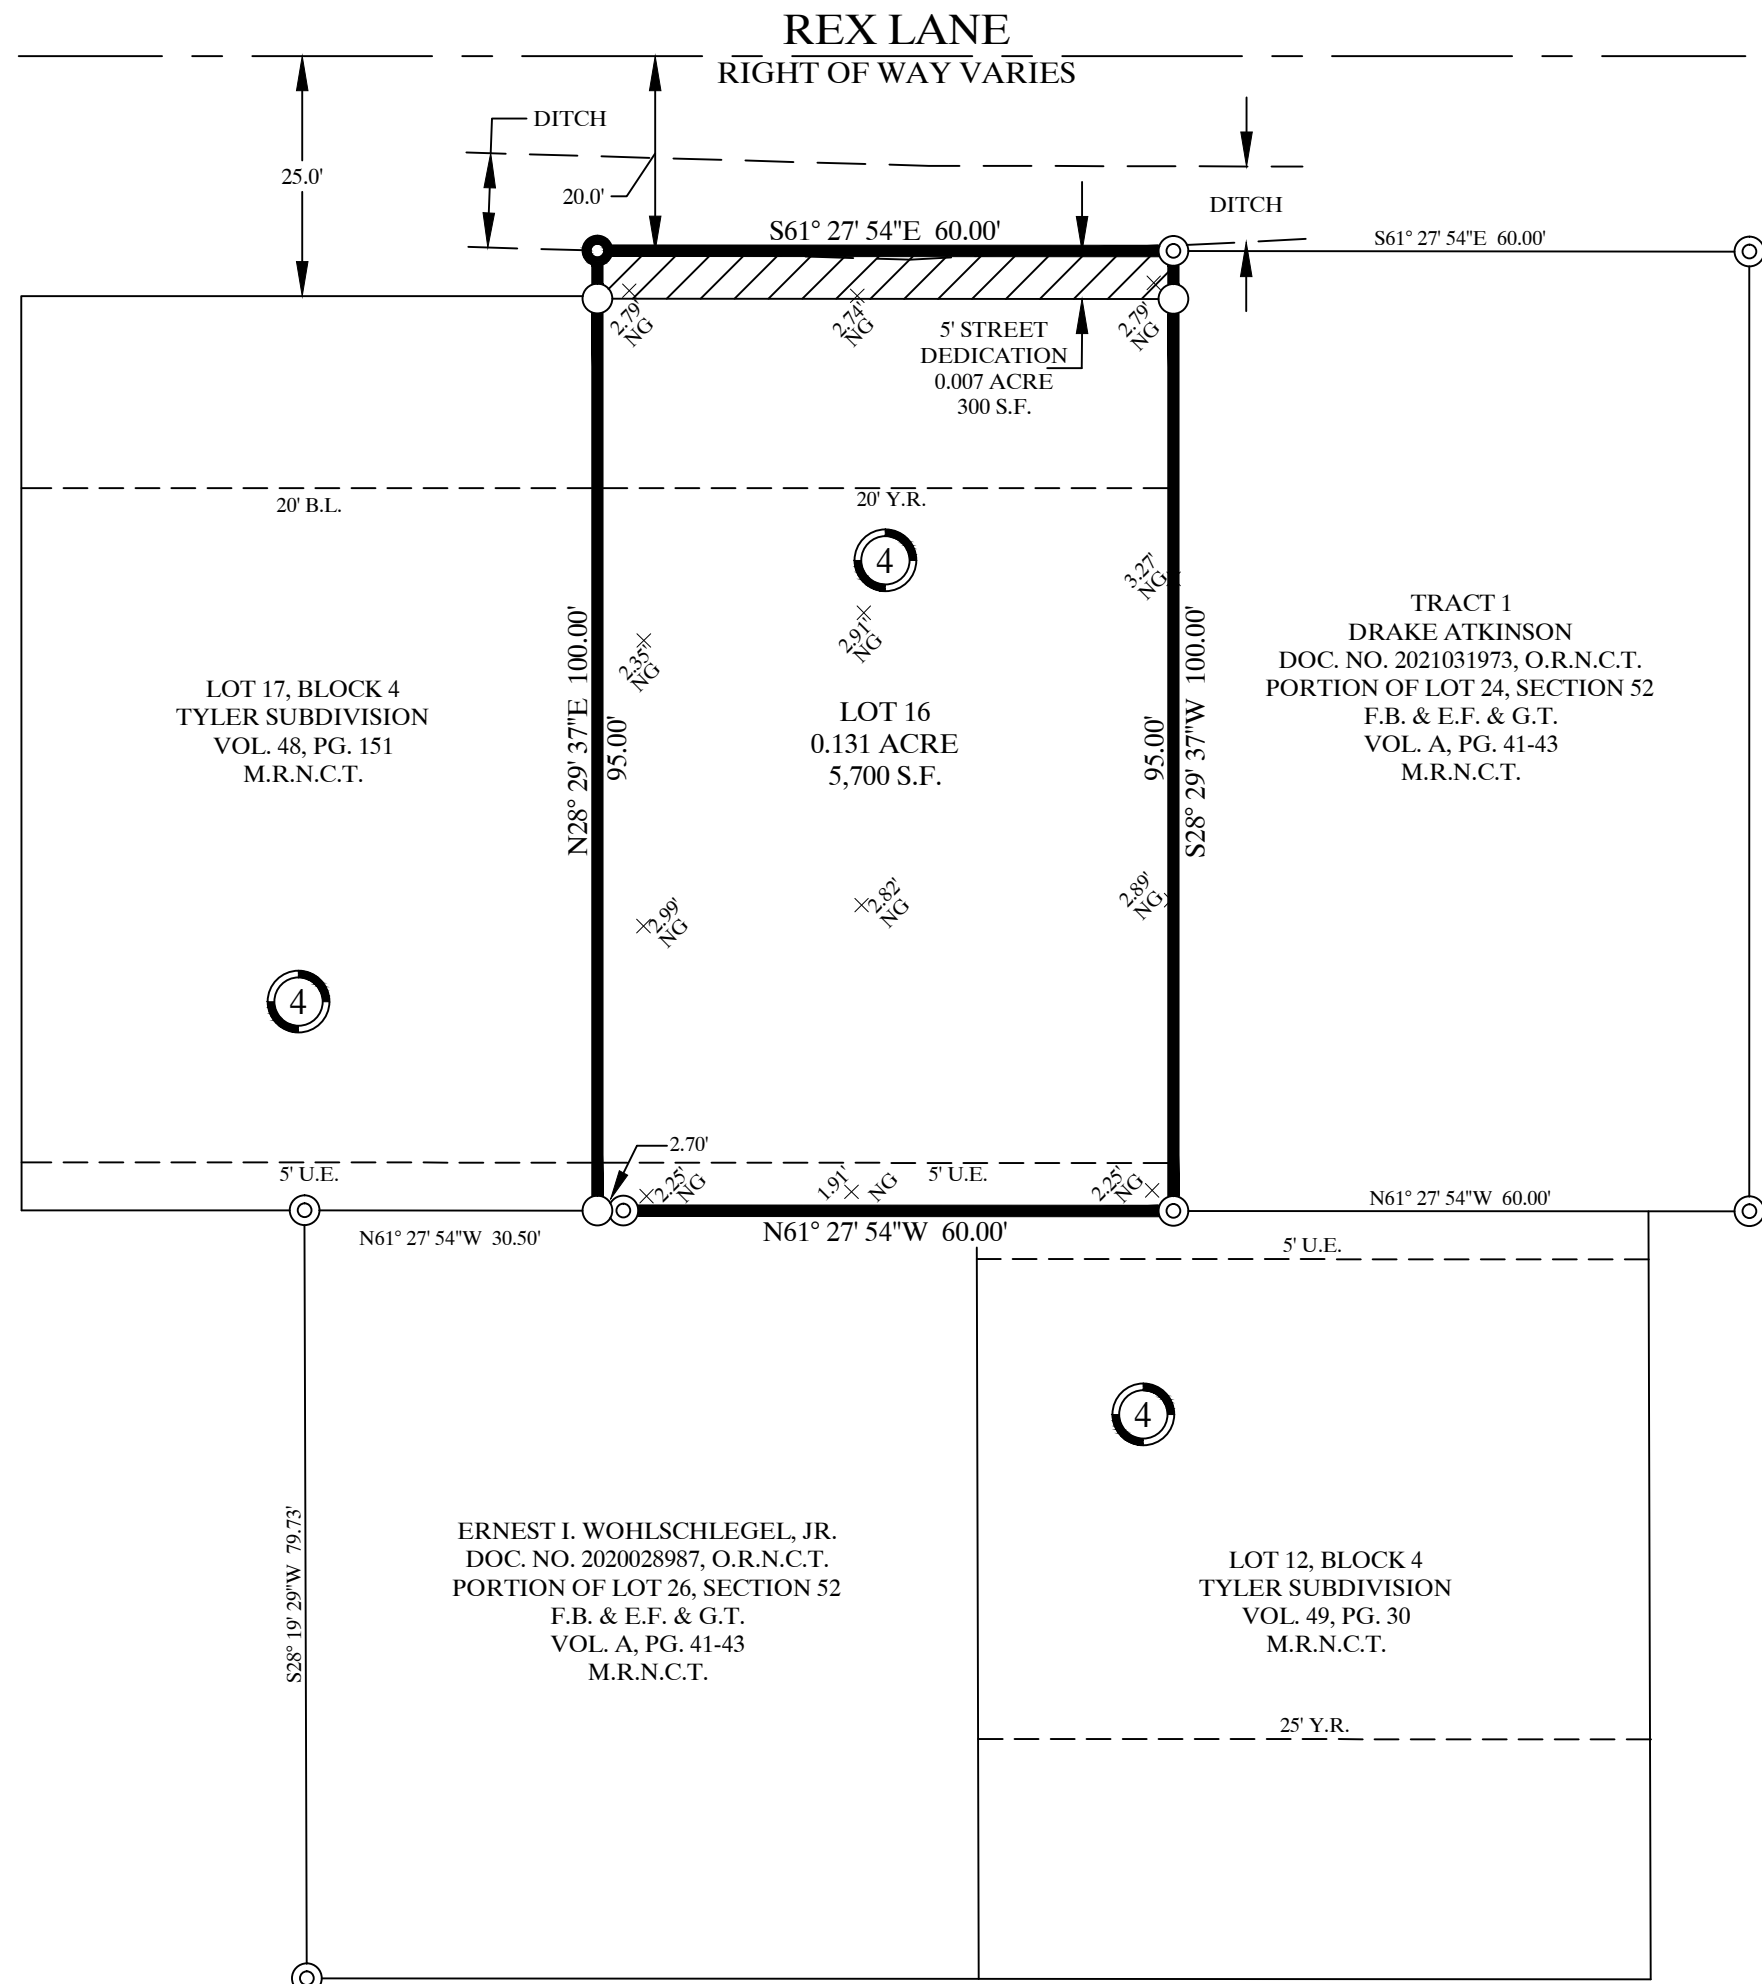 REX LANE
RIGHT OF WAY VARIES
DITCH
25.0'
20.0'
DITCH
S61° 27' 54"E 60.00'
S61° 27' 54"E 60.00'
2.79'
NG
2.74'
NG
2.79'
NG
5' STREET
DEDICATION
0.007 ACRE
300 S.F.
20' B.L.
20' Y.R.
4
3.27'
NG
2.91'
NG
2.35'
NG
N28° 29' 37"E 100.00'
95.00'
LOT 17, BLOCK 4
TYLER SUBDIVISION
VOL. 48, PG. 151
M.R.N.C.T.
LOT 16
0.131 ACRE
5,700 S.F.
95.00'
S28° 29' 37"W 100.00'
TRACT 1
DRAKE ATKINSON
DOC. NO. 2021031973, O.R.N.C.T.
PORTION OF LOT 24, SECTION 52
F.B. & E.F. & G.T.
VOL. A, PG. 41-43
M.R.N.C.T.
2.99'
NG
2.82'
NG
2.89'
NG
4
2.70'
5' U.E.
2.25'
NG
1.91'
NG
5' U.E.
2.25'
NG
N61° 27' 54"W 60.00'
N61° 27' 54"W 30.50'
N61° 27' 54"W 60.00'
5' U.E.
4
S28° 19' 29"W 79.73'
ERNEST I. WOHLSCHLEGEL, JR.
DOC. NO. 2020028987, O.R.N.C.T.
PORTION OF LOT 26, SECTION 52
F.B. & E.F. & G.T.
VOL. A, PG. 41-43
M.R.N.C.T.
LOT 12, BLOCK 4
TYLER SUBDIVISION
VOL. 49, PG. 30
M.R.N.C.T.
25' Y.R.